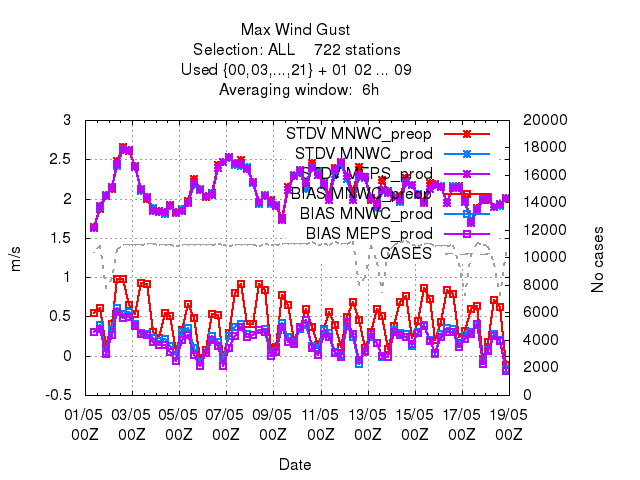 Max Wind Gust
Selection: ALL 722 stations
Used {00,03,...,21} + 01 02 ... 09
Averaging window: 6h
STDV MNWC_preop
STDV MNWC_prod
STDV MEPS_prod
BIAS MNWC_preop
BIAS MNWC_prod
BIAS MEPS_prod
CASES
m/s
3
2.5
2
1.5
1
0.5
0
-0.5
No cases
20000
18000
16000
14000
12000
10000
8000
6000
4000
2000
0
01/05 03/05 05/05 07/05 09/05 11/05 13/05 15/05 17/05 19/05
00Z 00Z 00Z 00Z 00Z 00Z 00Z 00Z 00Z 00Z
Date